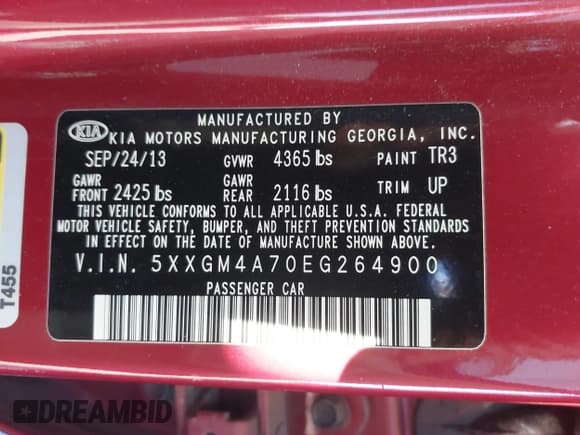 MANUFACTURED BY
KIA KIA MOTORS MANUFACTURING GEORGIA, INC.
SEP/24/13 GVWR 4365 lbs PAINT TR3
GAWR FRONT 2425 lbs GAWR REAR 2116 lbs TRIM UP
THIS VEHICLE CONFORMS TO ALL APPLICABLE U.S.A. FEDERAL
MOTOR VEHICLE SAFETY, BUMPER, AND THEFT PREVENTION STANDARDS
IN EFFECT ON THE DATE OF MANUFACTURE SHOWN ABOVE.
V.I.N. 5XXGM4A70EG264900
PASSENGER CAR
T455
DREAMBID